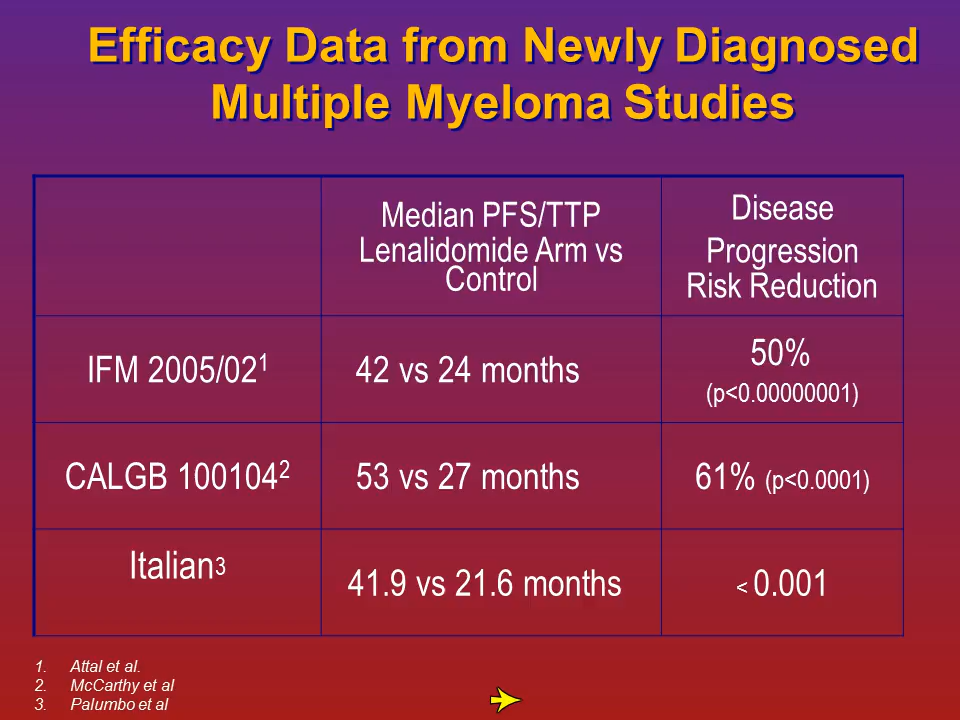 Efficacy Data from Newly Diagnosed
Multiple Myeloma Studies
Median PFS/TTP
Lenalidomide Arm vs
Control
Disease
Progression
Risk Reduction
IFM 2005/02¹
42 vs 24 months
50%
(p<0.00000001)
CALGB 100104²
53 vs 27 months
61% (p<0.0001)
Italian3
41.9 vs 21.6 months
< 0.001
1. Attal et al.
2. McCarthy et al
3. Palumbo et al